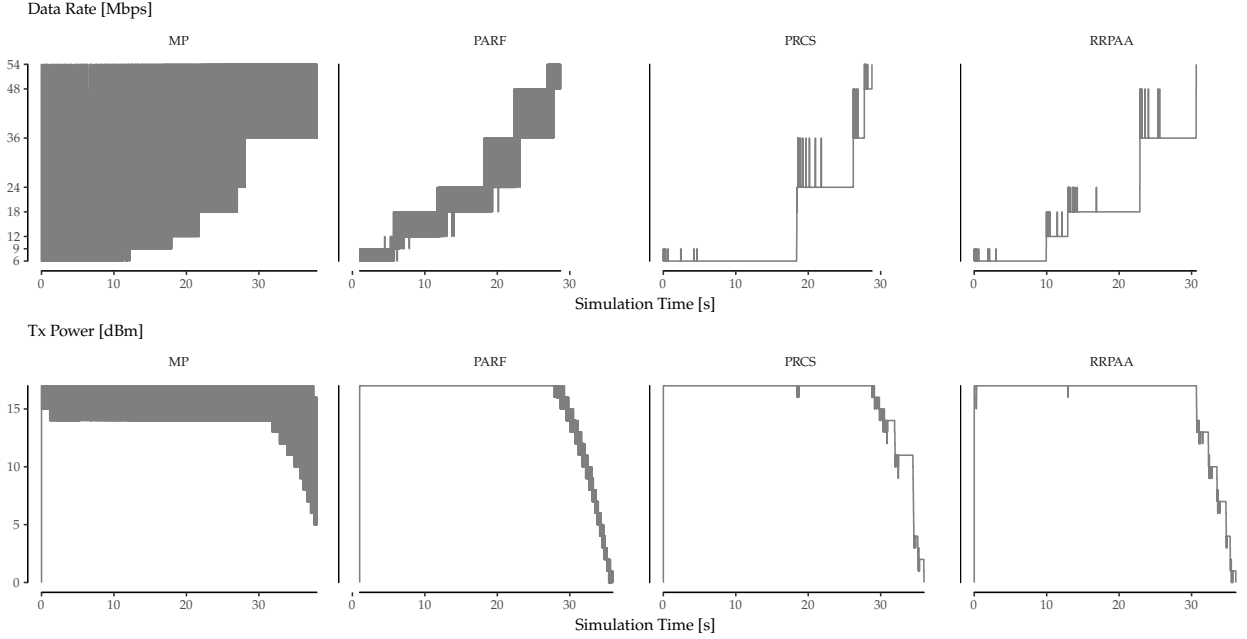 Data Rate [Mbps]
MP PARF PRCS RRPAA
54
48
36
24
18
12
9
6
0 10 20 30 0 10 20 30 0 10 20 30 0 10 20 30
Simulation Time [s]
Tx Power [dBm]
MP PARF PRCS RRPAA
15
10
5
0
0 10 20 30 0 10 20 30 0 10 20 30 0 10 20 30
Simulation Time [s]